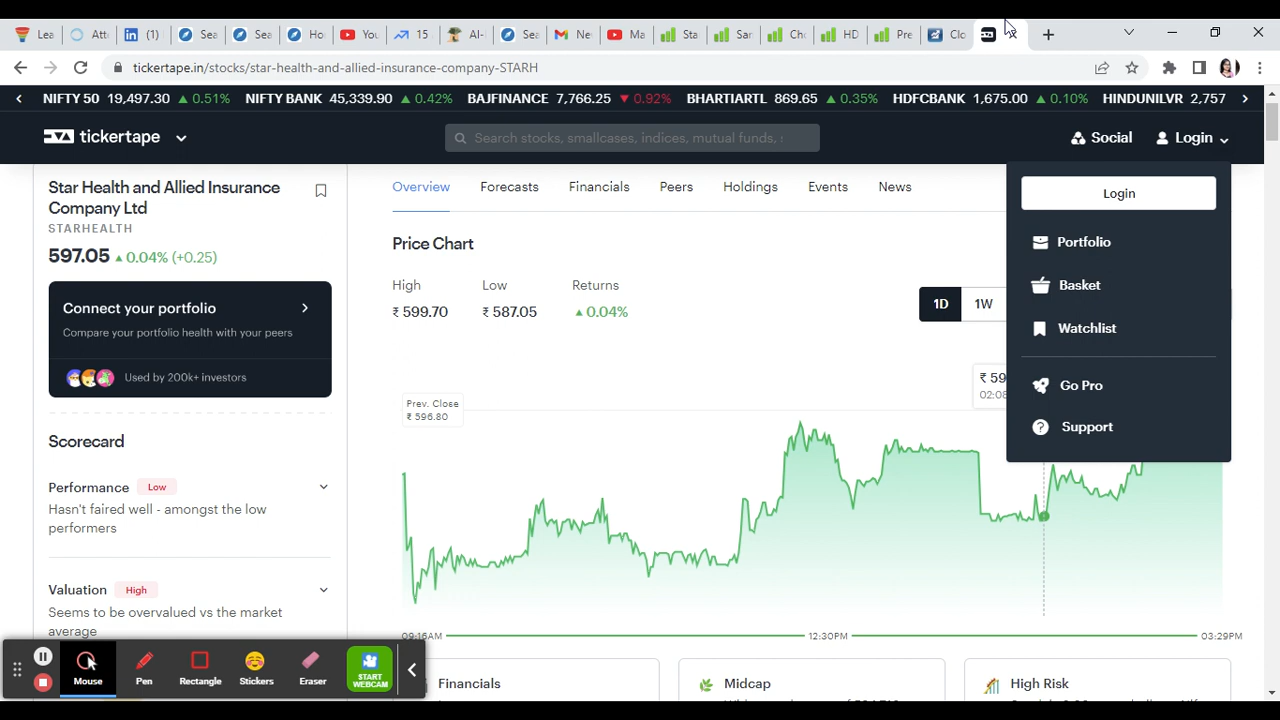 Lea
Atto
(1)
Sea
Sea
Ho
You
15
AI-
Sea
Ne
Ma
Sta
Sar
Cho
HD
Pre
Clo
tickertape.in/stocks/star-health-and-allied-insurance-company-STARH
NIFTY 50 19,497.30 ▲ 0.51% NIFTY BANK 45,339.90 ▲ 0.42% BAJFINANCE 7,766.25 ▼ 0.92% BHARTIARTL 869.65 ▲ 0.35% HDFCBANK 1,675.00 ▲ 0.10% HINDUNILVR 2,757
tickertape
Search stocks, smallcases, indices, mutual funds,
Social
Login
Star Health and Allied Insurance
Company Ltd
STARHEALTH
597.05 ▲ 0.04% (+0.25)
Connect your portfolio
Compare your portfolio health with your peers
Used by 200k+ investors
Scorecard
Performance Low
Hasn't faired well - amongst the low
performers
Valuation High
Seems to be overvalued vs the market
average
Overview Forecasts Financials Peers Holdings Events News
Price Chart
High Low Returns
₹ 599.70 ₹ 587.05 ▲ 0.04%
1D 1W
Prev. Close
₹ 596.80
₹ 59
02:08
09:16AM 12:30PM 03:29PM
Login
Portfolio
Basket
Watchlist
Go Pro
Support
Financials
Midcap
High Risk
Mouse
Pen
Rectangle
Stickers
Eraser
START
WEBCAM